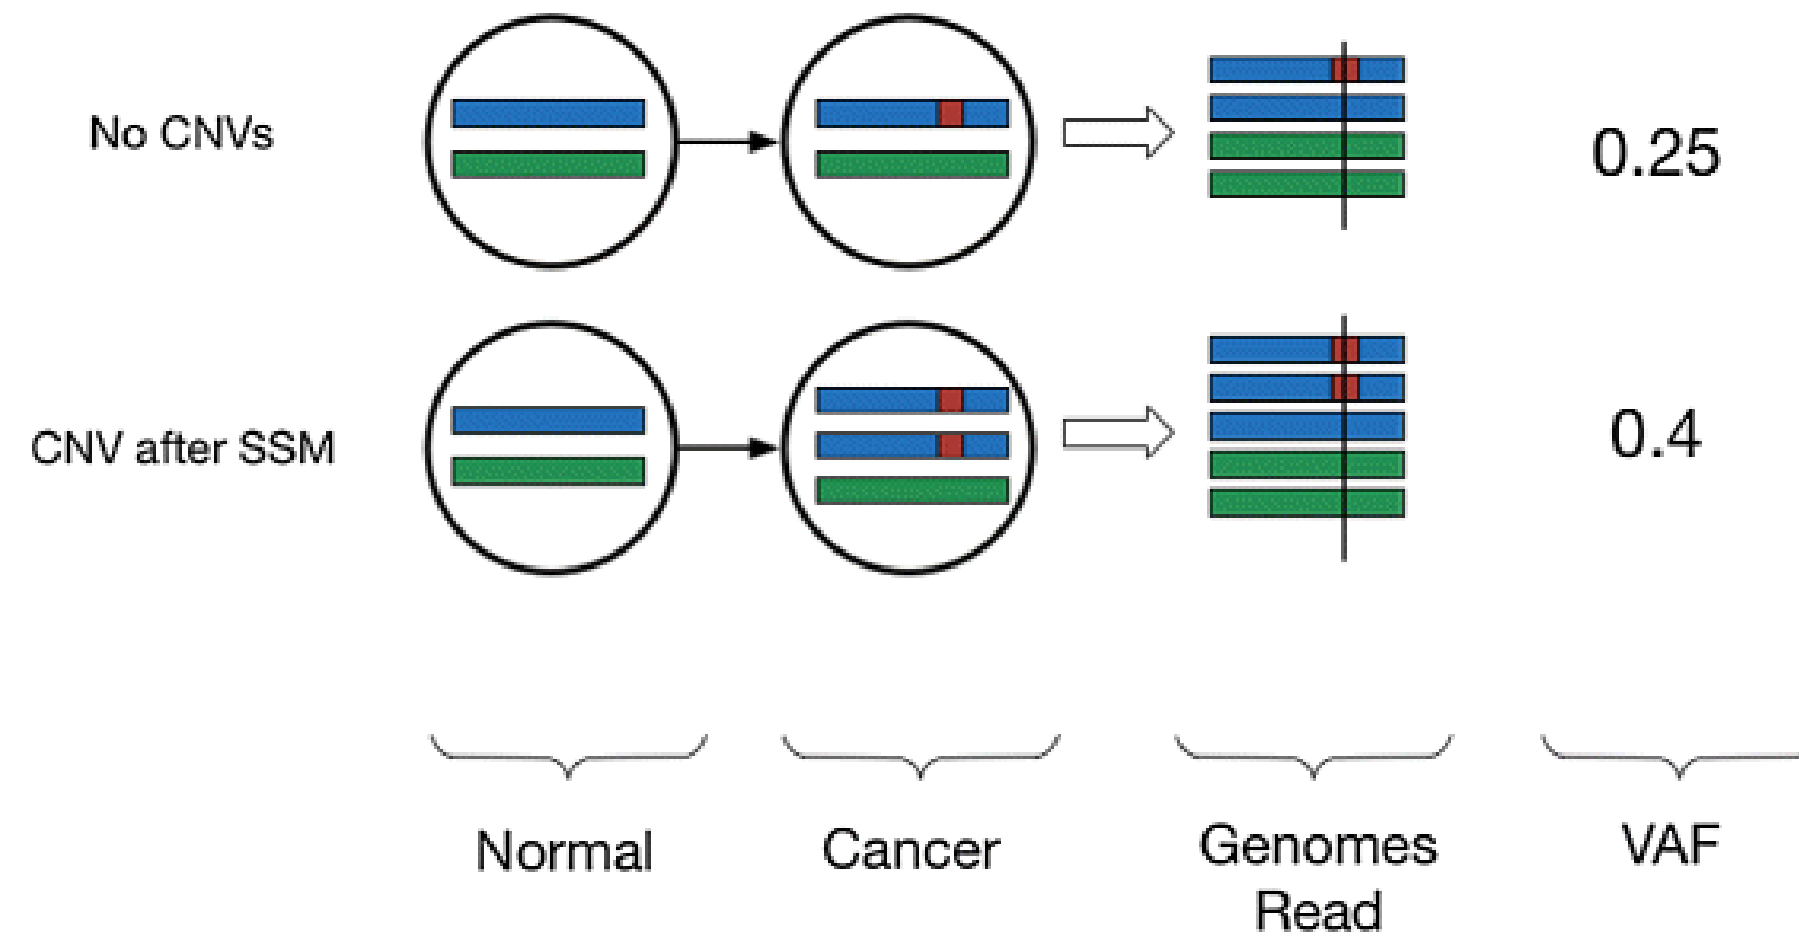 No CNVs
0.25
CNV after SSM
0.4
Normal
Cancer
Genomes
Read
VAF